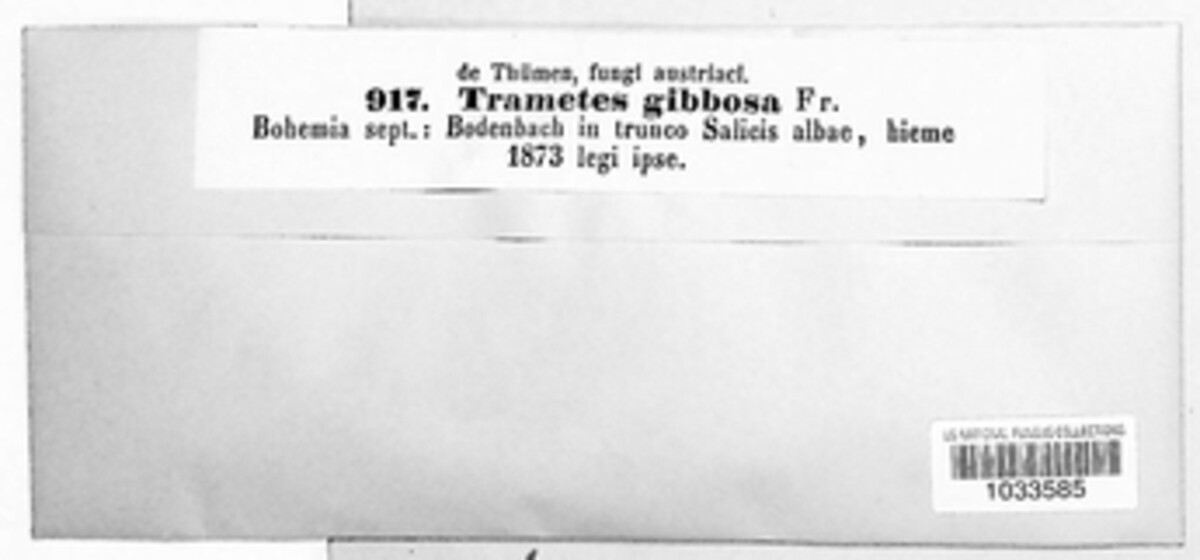 de Thümen, fungi austriaci.
917. Trametes gibbosa Fr.
Bohemia sept.: Bodenbach in trunco Salicis albae, hieme
1873 legi ipse.
US NATIONAL FUNGUS COLLECTIONS
1033585